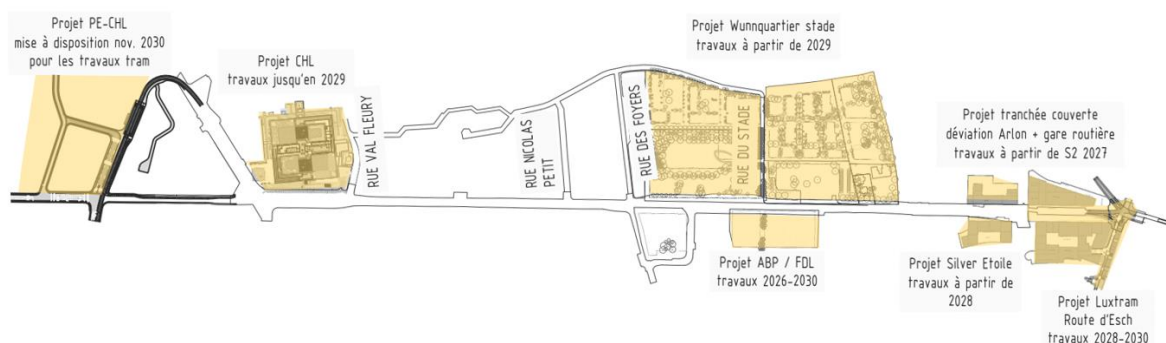 Projet PE-CHL
mise à disposition nov. 2030
pour les travaux tram
Projet CHL
travaux jusqu'en 2029
RUE VAL FLEURY
RUE NICOLAS
PETIT
RUE DES FOYERS
Projet Wunnquartier stade
travaux à partir de 2029
RUE DU STADE
Projet ABP / FDL
travaux 2026-2030
Projet tranchée couverte
déviation Arlon + gare routière
travaux à partir de S2 2027
Projet Silver Etoile
travaux à partir de
2028
Projet Luxtram
Route d'Esch
travaux 2028-2030